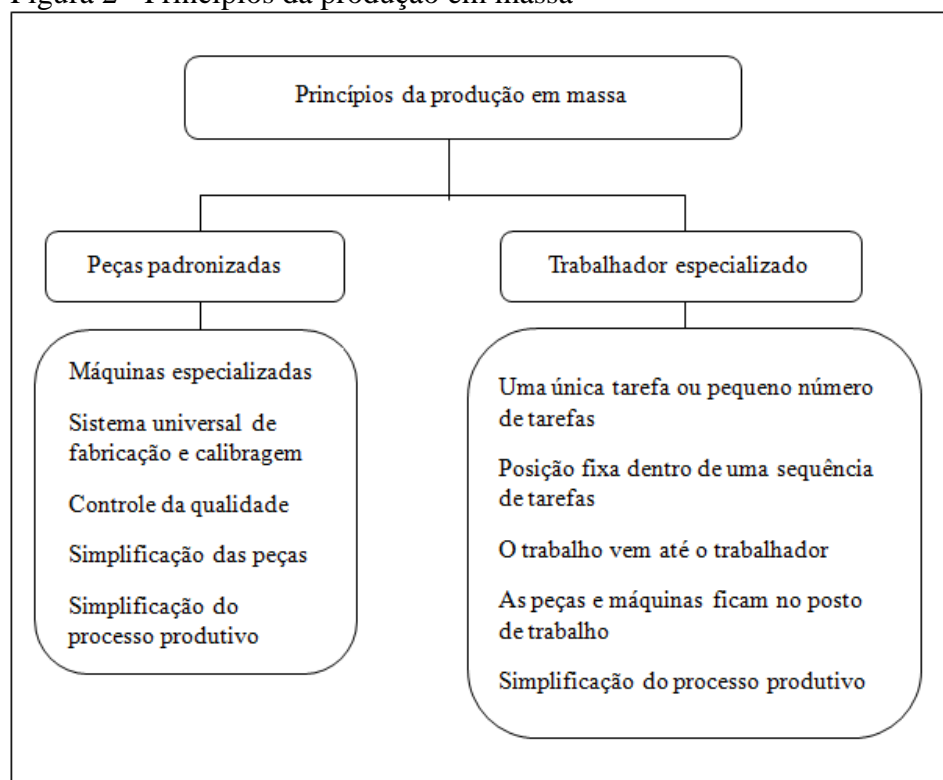 Figura 2 - Princípios da produção em massa
Princípios da produção em massa
Peças padronizadas
Máquinas especializadas
Sistema universal de
fabricação e calibragem
Controle da qualidade
Simplificação das peças
Simplificação do
processo produtivo
Trabalhador especializado
Uma única tarefa ou pequeno número
de tarefas
Posição fixa dentro de uma sequência
de tarefas
O trabalho vem até o trabalhador
As peças e máquinas ficam no posto
de trabalho
Simplificação do processo produtivo